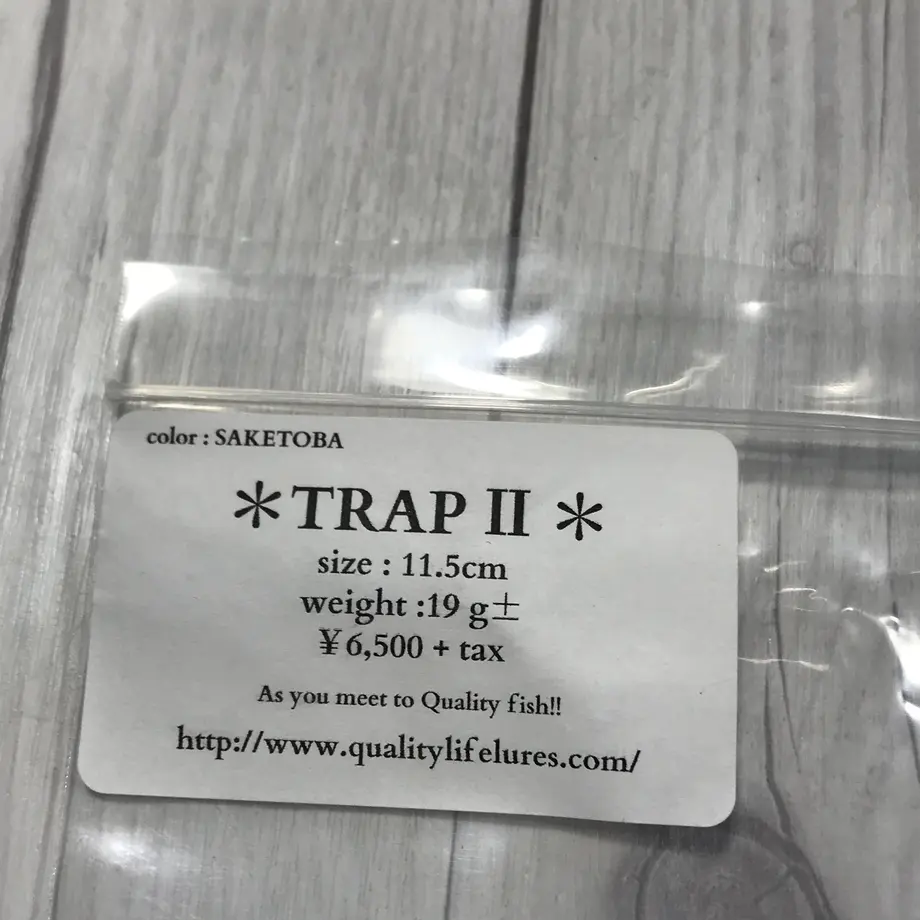 color : SAKETOBA
＊TRAP Ⅱ ＊
size : 11.5cm
weight :19 g±
¥6,500 + tax
As you meet to Quality fish!!
http://www.qualitylifelures.com/